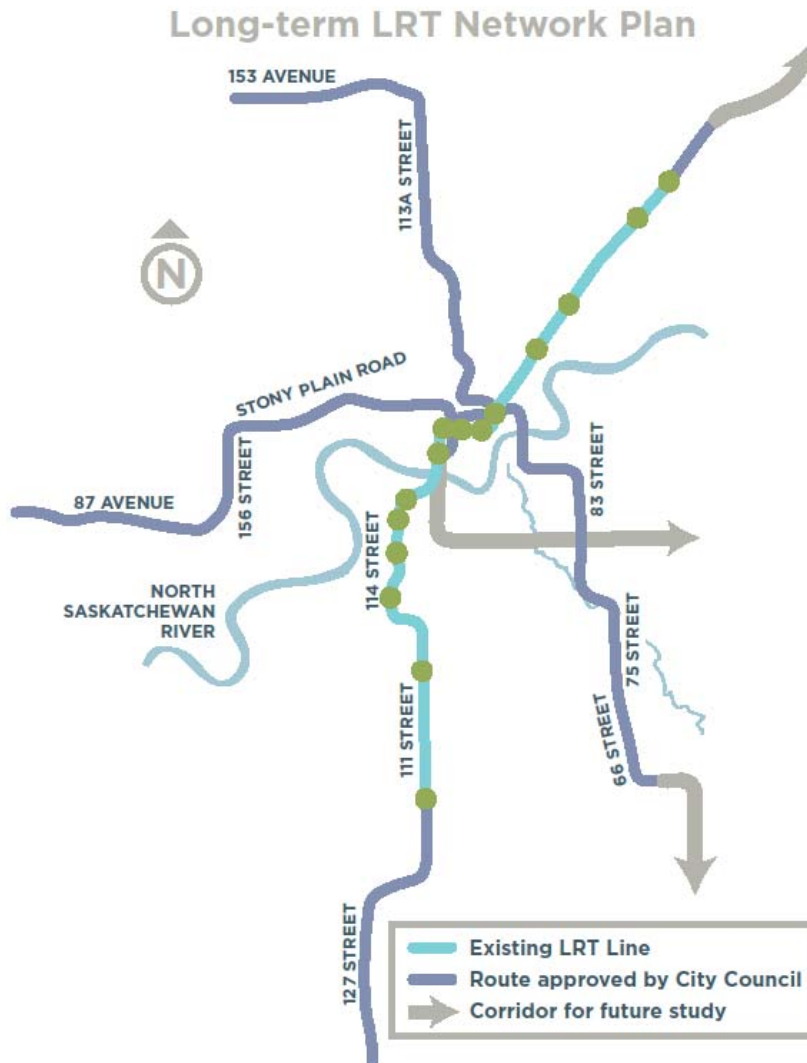 Long-term LRT Network Plan
153 AVENUE
113A STREET
N
STONY PLAIN ROAD
156 STREET
87 AVENUE
83 STREET
114 STREET
NORTH
SASKATCHEWAN
RIVER
75 STREET
111 STREET
66 STREET
127 STREET
Existing LRT Line
Route approved by City Council
Corridor for future study